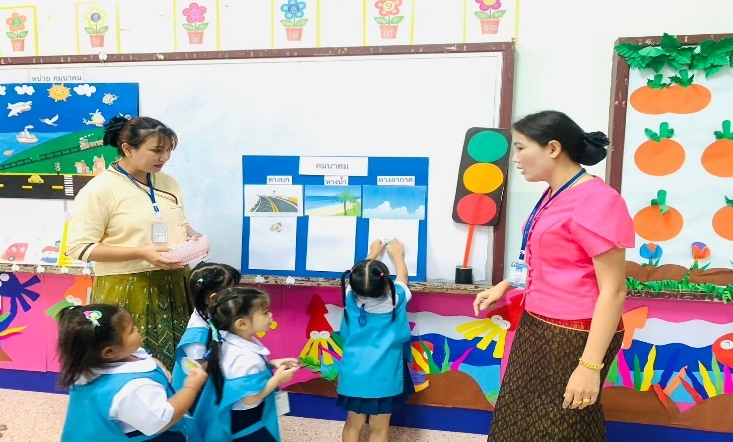 หน่วย คมนาคม
คมนาคม
ทางบก
ทางน้ำ
ทางอากาศ